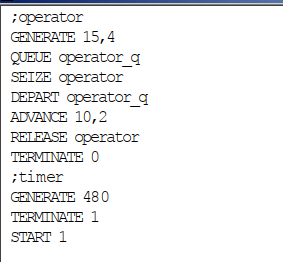 ;operator
GENERATE 15,4
QUEUE operator_q
SEIZE operator
DEPART operator_q
ADVANCE 10,2
RELEASE operator
TERMINATE 0
;timer
GENERATE 480
TERMINATE 1
START 1